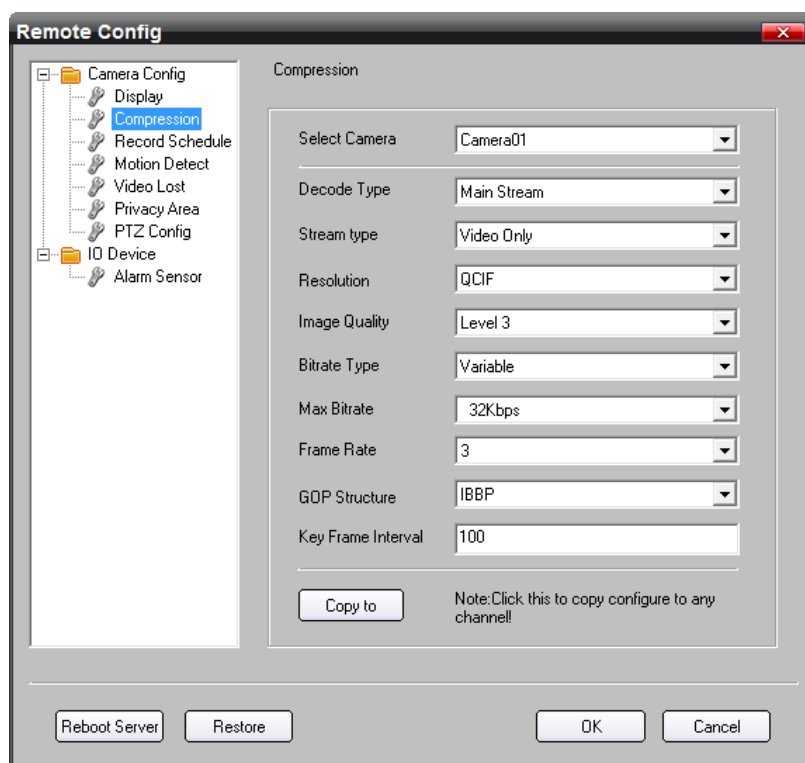 Remote Config
Camera Config
Display
Compression
Record Schedule
Motion Detect
Video Lost
Privacy Area
PTZ Config
IO Device
Alarm Sensor
Compression
Select Camera Camera01
Decode Type Main Stream
Stream type Video Only
Resolution QCIF
Image Quality Level 3
Bitrate Type Variable
Max Bitrate 32Kbps
Frame Rate 3
GOP Structure IBBP
Key Frame Interval 100
Copy to
Note:Click this to copy configure to any
channel!
Reboot Server Restore OK Cancel